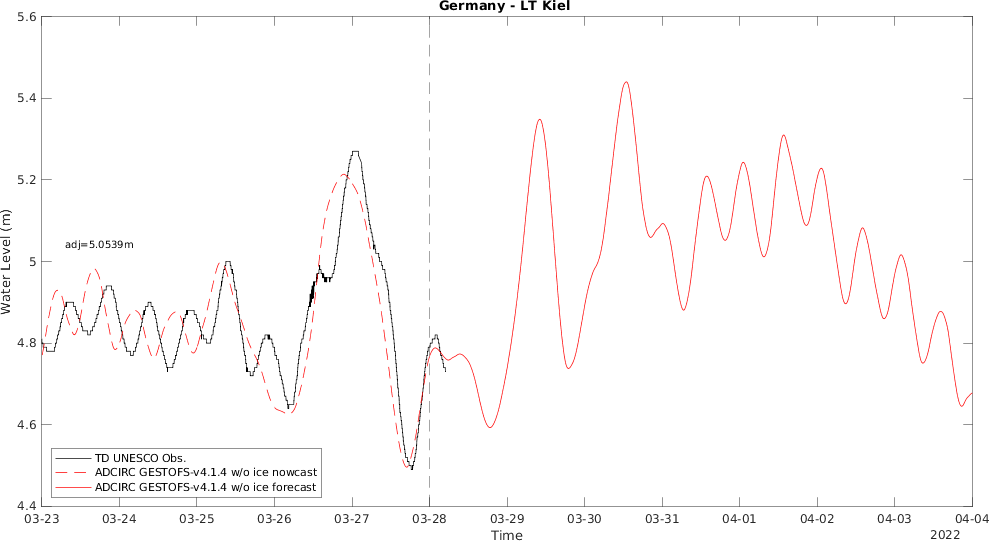 Germany - LT Kiel
5.6
5.4
5.2
5
4.8
4.6
4.4
Water Level (m)
adj=5.0539m
TD UNESCO Obs.
ADCIRC GESTOFS-v4.1.4 w/o ice nowcast
ADCIRC GESTOFS-v4.1.4 w/o ice forecast
03-23 03-24 03-25 03-26 03-27 03-28 03-29 03-30 03-31 04-01 04-02 04-03 04-04
Time
2022